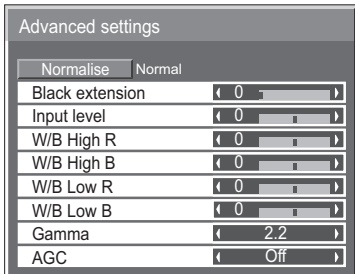 Advanced settings
Normalise Normal
Black extension 0
Input level 0
W/B High R 0
W/B High B 0
W/B Low R 0
W/B Low B 0
Gamma 2.2
AGC Off